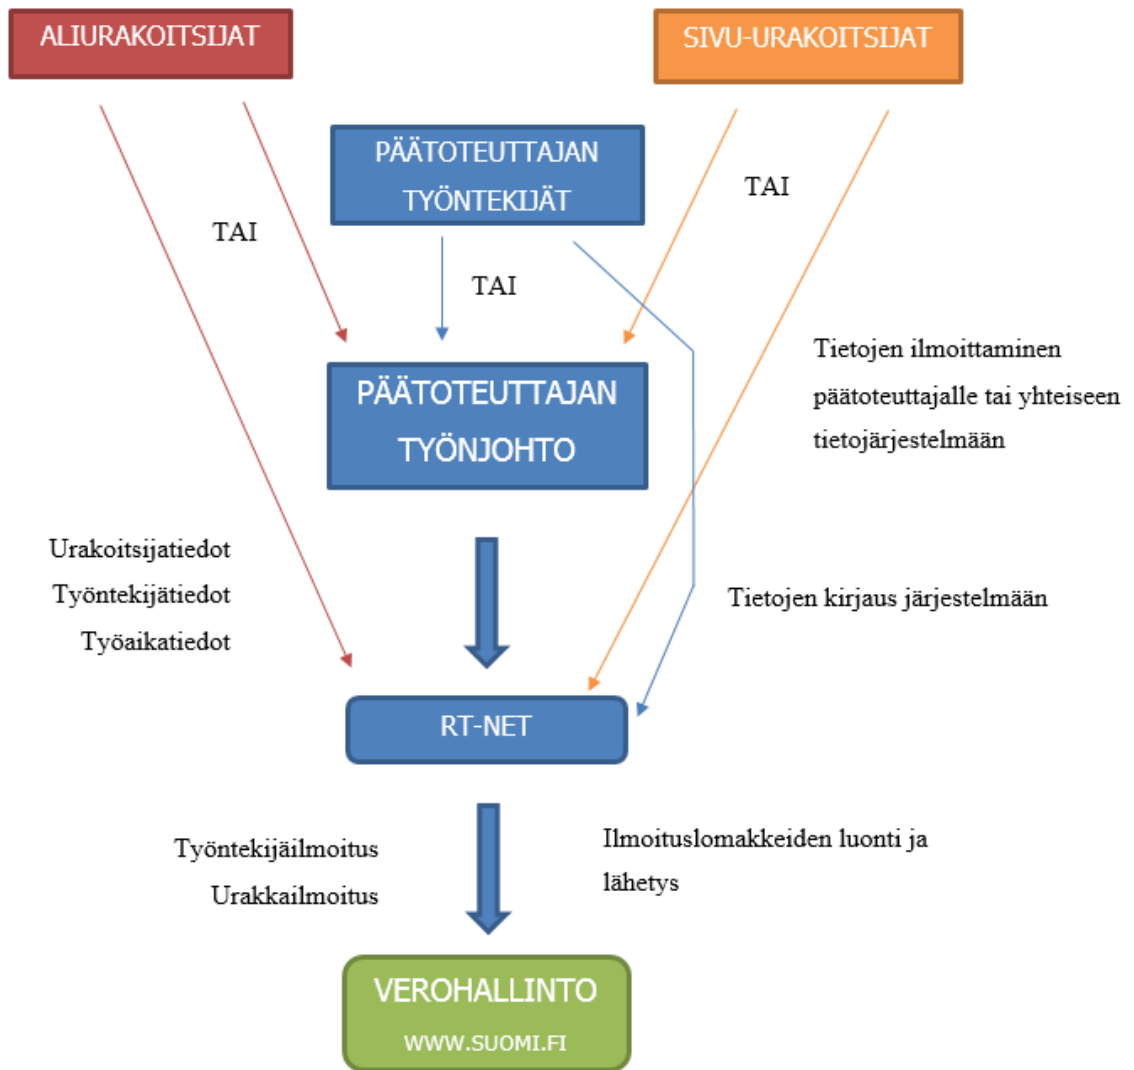 ALIURAKOITSIJAT
SIVU-URAKOITSIJAT
PÄÄTOTEUTTAJAN
TYÖNTEKIJÄT
TAI
TAI
TAI
Tietojen ilmoittaminen
päätoteuttajalle tai yhteiseen
tietojärjestelmään
PÄÄTOTEUTTAJAN
TYÖNJOHTO
Urakoitsijatiedot
Työntekijätiedot
Työaikatiedot
Tietojen kirjaus järjestelmään
RT-NET
Työntekijäilmoitus
Urakkailmoitus
Ilmoituslomakkeiden luonti ja
lähetys
VEROHALLINTO
WWW.SUOMI.FI